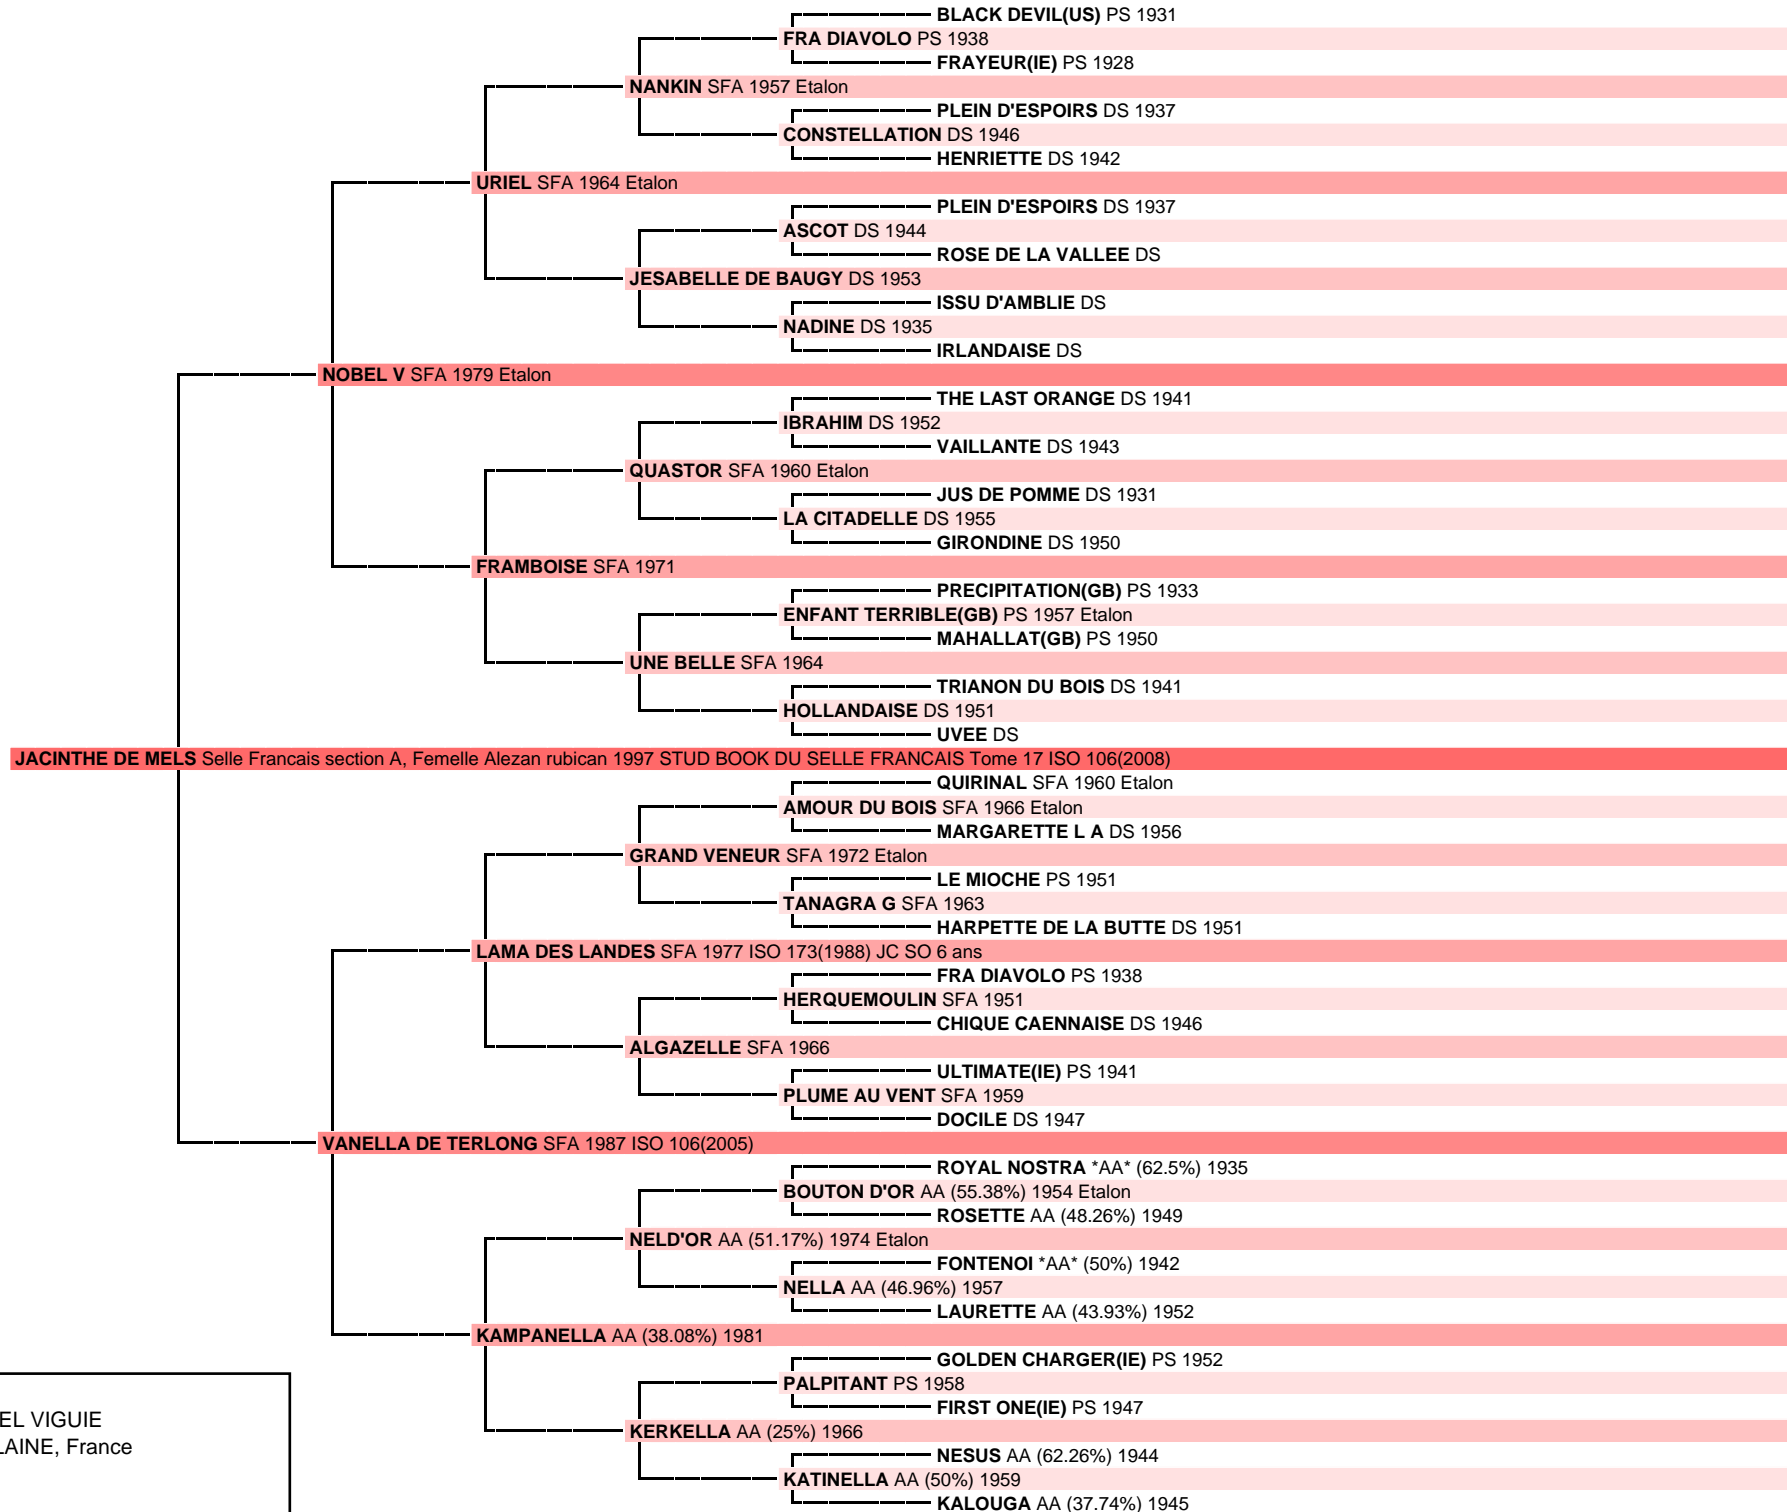 BLACK DEVIL(US) PS 1931
FRA DIAVOLO PS 1938
FRAYEUR(IE) PS 1928
NANKIN SFA 1957 Etalon
PLEIN D'ESPOIRS DS 1937
CONSTELLATION DS 1946
HENRIETTE DS 1942
URIEL SFA 1964 Etalon
PLEIN D'ESPOIRS DS 1937
ASCOT DS 1944
ROSE DE LA VALLEE DS
JESABELLE DE BAUGY DS 1953
ISSU D'AMBLIE DS
NADINE DS 1935
IRLANDAISE DS
NOBEL V SFA 1979 Etalon
THE LAST ORANGE DS 1941
IBRAHIM DS 1952
VAILLANTE DS 1943
QUASTOR SFA 1960 Etalon
JUS DE POMME DS 1931
LA CITADELLE DS 1955
GIRONDINE DS 1950
FRAMBOISE SFA 1971
PRECIPITATION(GB) PS 1933
ENFANT TERRIBLE(GB) PS 1957 Etalon
MAHALLAT(GB) PS 1950
UNE BELLE SFA 1964
TRIANON DU BOIS DS 1941
HOLLANDAISE DS 1951
UVEE DS
JACINTHE DE MELS Selle Francais section A, Femelle Alezan rubican 1997 STUD BOOK DU SELLE FRANCAIS Tome 17 ISO 106(2008)
QUIRINAL SFA 1960 Etalon
AMOUR DU BOIS SFA 1966 Etalon
MARGARETTE L A DS 1956
GRAND VENEUR SFA 1972 Etalon
LE MIOCHE PS 1951
TANAGRA G SFA 1963
HARPETTE DE LA BUTTE DS 1951
LAMA DES LANDES SFA 1977 ISO 173(1988) JC SO 6 ans
FRA DIAVOLO PS 1938
HERQUEMOULIN SFA 1951
CHIQUE CAENNAISE DS 1946
ALGAZELLE SFA 1966
ULTIMATE(IE) PS 1941
PLUME AU VENT SFA 1959
DOCILE DS 1947
VANELLA DE TERLONG SFA 1987 ISO 106(2005)
ROYAL NOSTRA *AA* (62.5%) 1935
BOUTON D'OR AA (55.38%) 1954 Etalon
ROSETTE AA (48.26%) 1949
NELD'OR AA (51.17%) 1974 Etalon
FONTENOI *AA* (50%) 1942
NELLA AA (46.96%) 1957
LAURETTE AA (43.93%) 1952
KAMPANELLA AA (38.08%) 1981
GOLDEN CHARGER(IE) PS 1952
PALPITANT PS 1958
FIRST ONE(IE) PS 1947
KERKELLA AA (25%) 1966
NESUS AA (62.26%) 1944
KATINELLA AA (50%) 1959
KALOUGA AA (37.74%) 1945
EL VIGUIE
LAINE, France